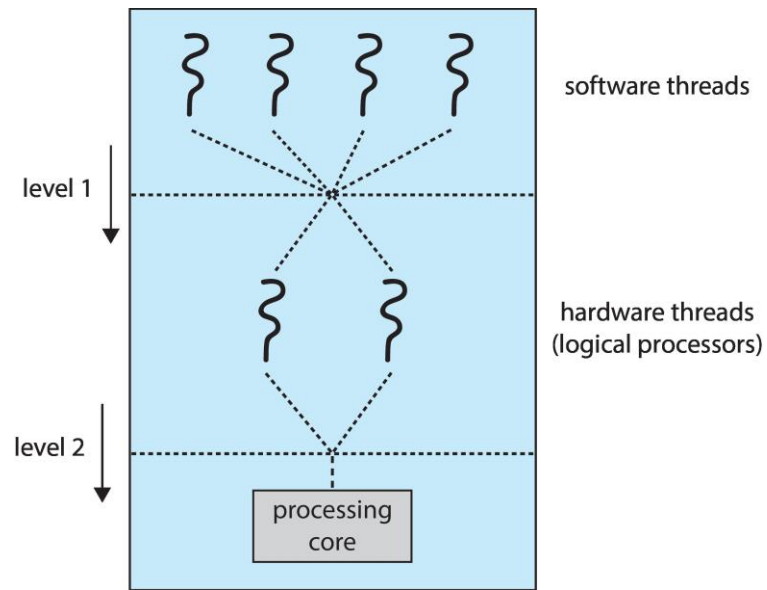 software threads
level 1
hardware threads
(logical processors)
level 2
processing
core